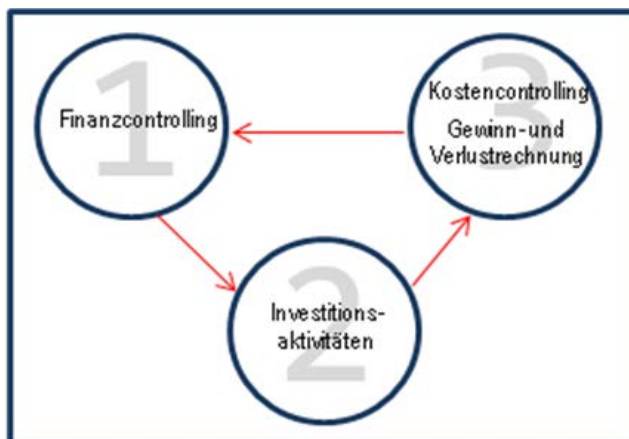 1
Finanzcontrolling
3
Kostencontrolling
Gewinn-und
Verlustrechnung
2
Investitions-
aktivitäten